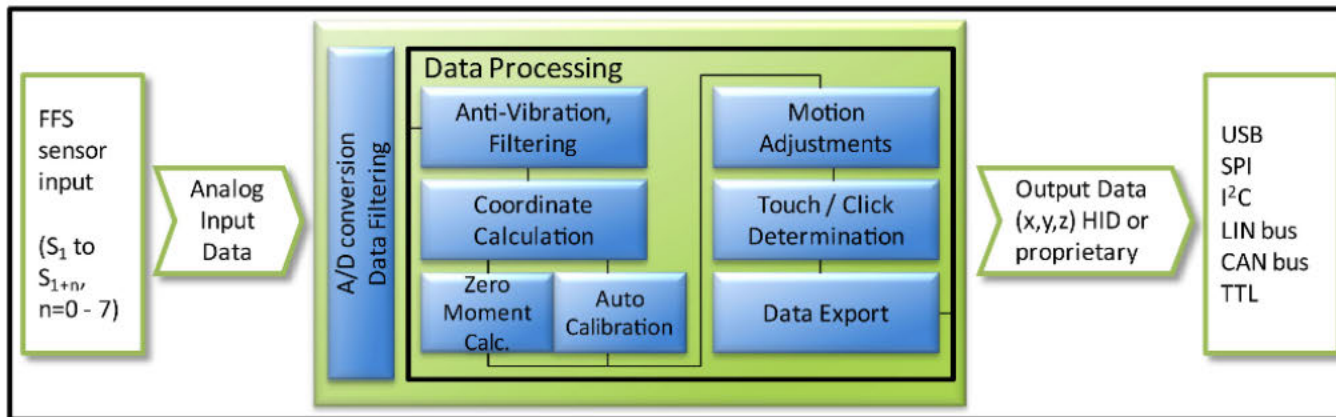 FFS
sensor
input
(S₁ to
S₁₊ₙ,
n=0 - 7)
Analog
Input
Data
A/D conversion
Data Filtering
Data Processing
Anti-Vibration,
Filtering
Coordinate
Calculation
Zero
Moment
Calc.
Auto
Calibration
Motion
Adjustments
Touch / Click
Determination
Data Export
Output Data
(x,y,z) HID or
proprietary
USB
SPI
I²C
LIN bus
CAN bus
TTL